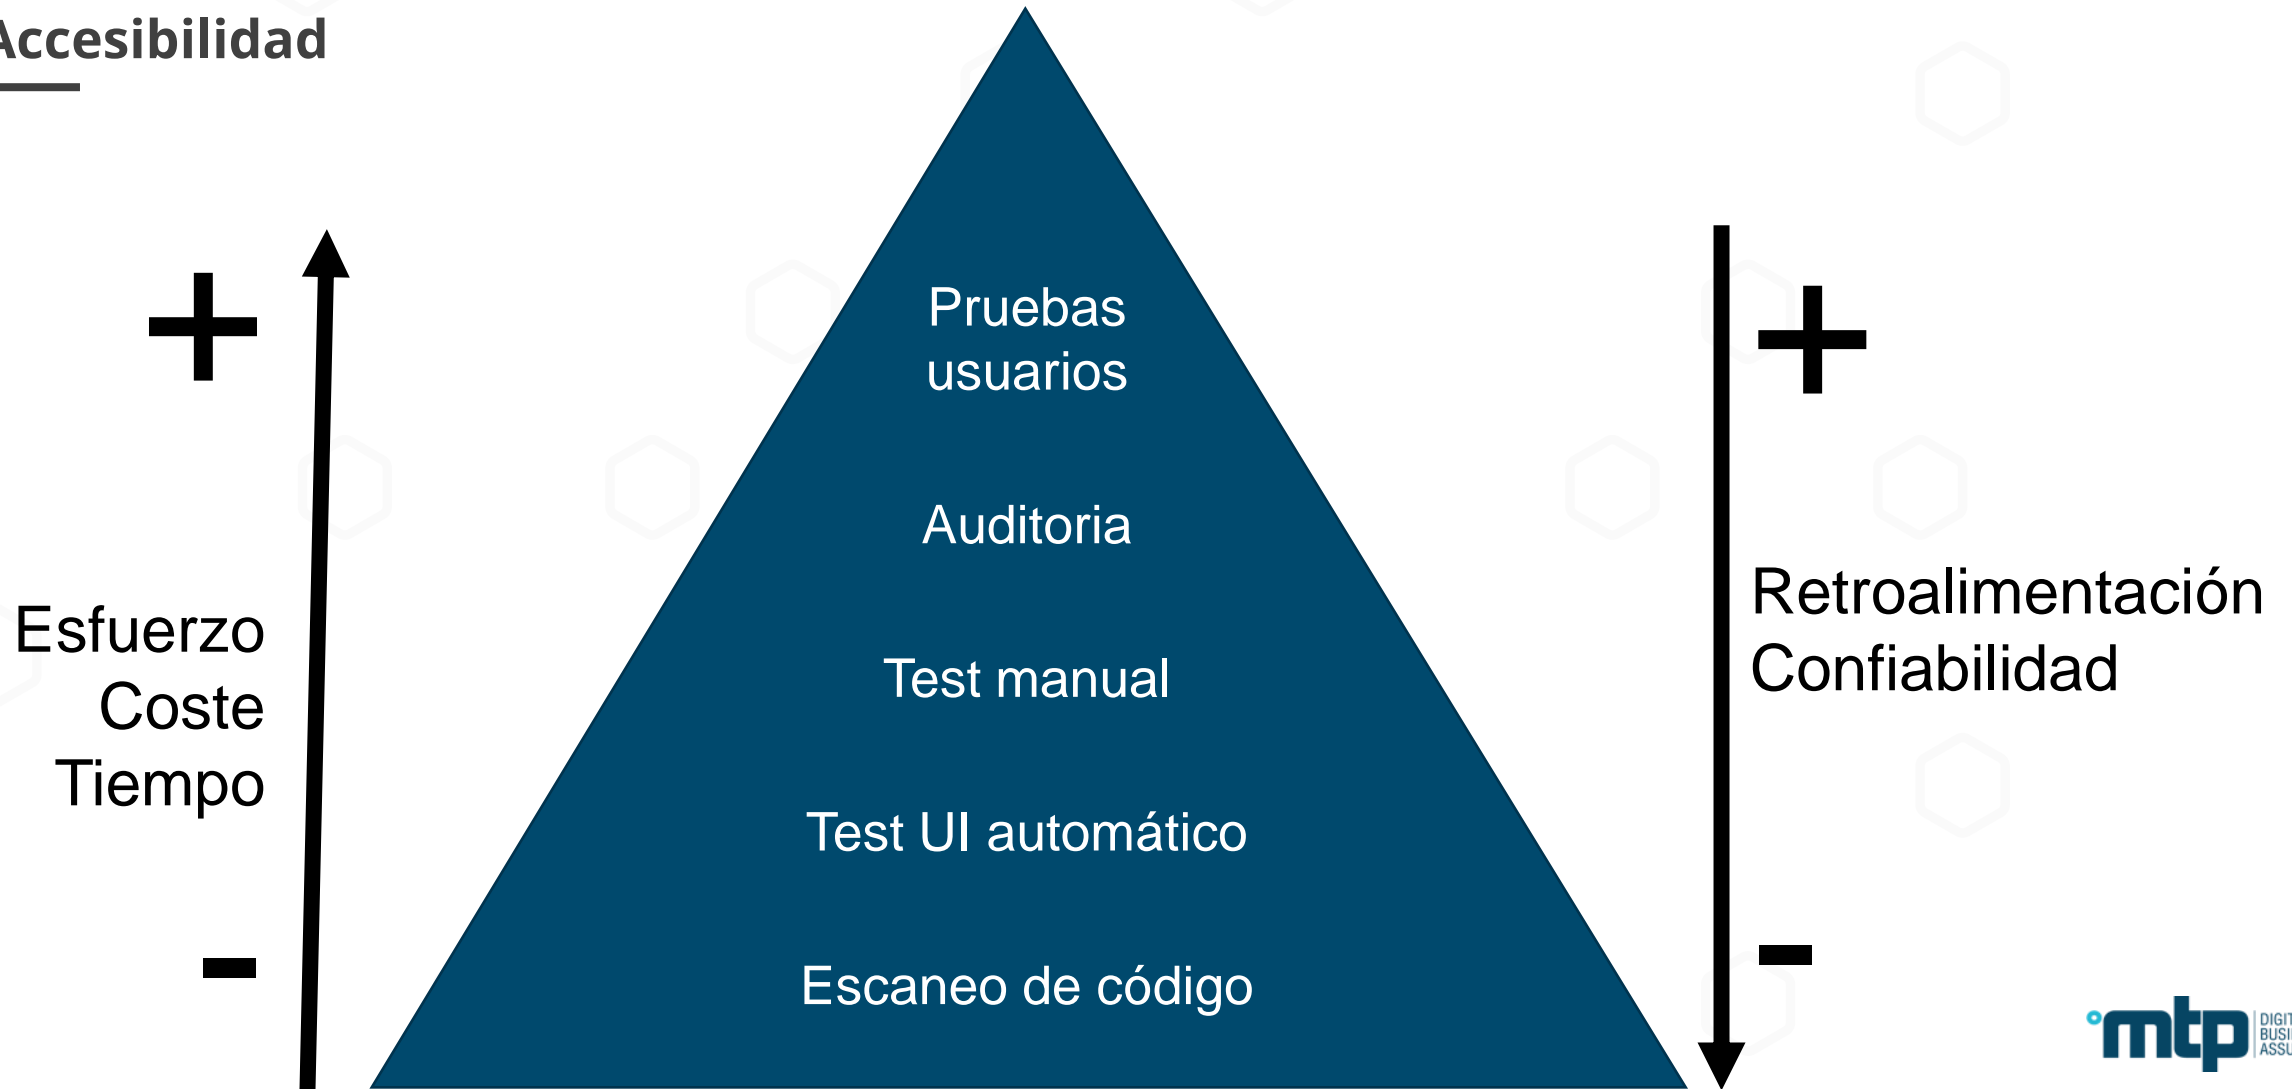 Accesibilidad
+
Esfuerzo
Coste
Tiempo
-
Pruebas
usuarios
Auditoria
Test manual
Test UI automático
Escaneo de código
+
Retroalimentación
Confiabilidad
-
mtp